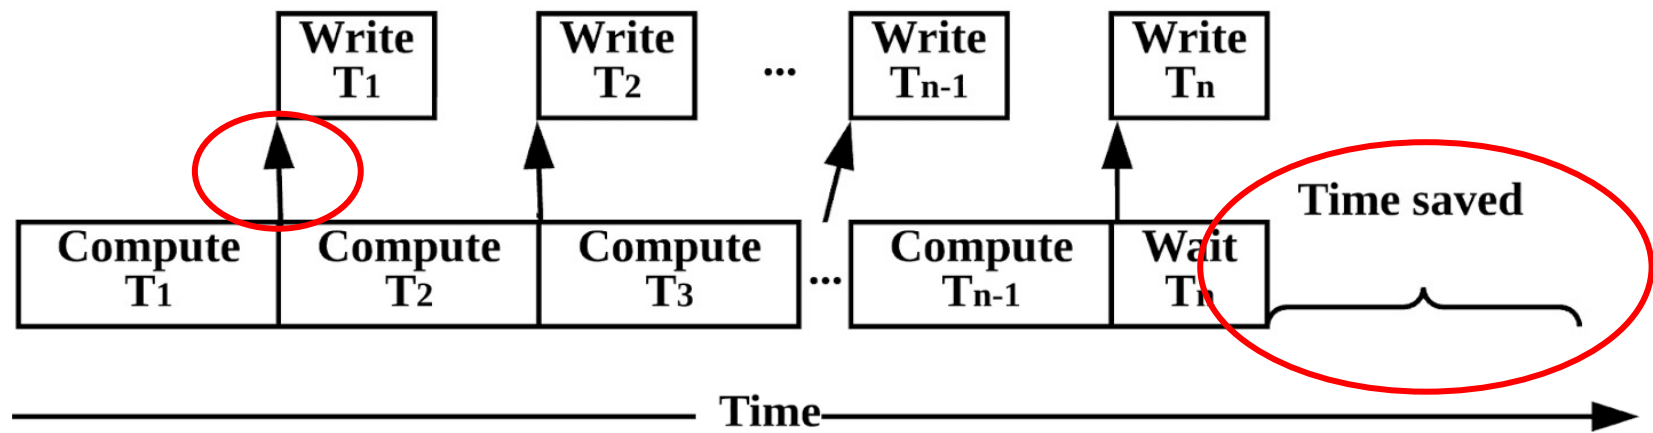 Write
T1
Write
T2
...
Write
Tn-1
Write
Tn
Time saved
Compute
T1
Compute
T2
Compute
T3
...
Compute
Tn-1
Wait
Tn
Time